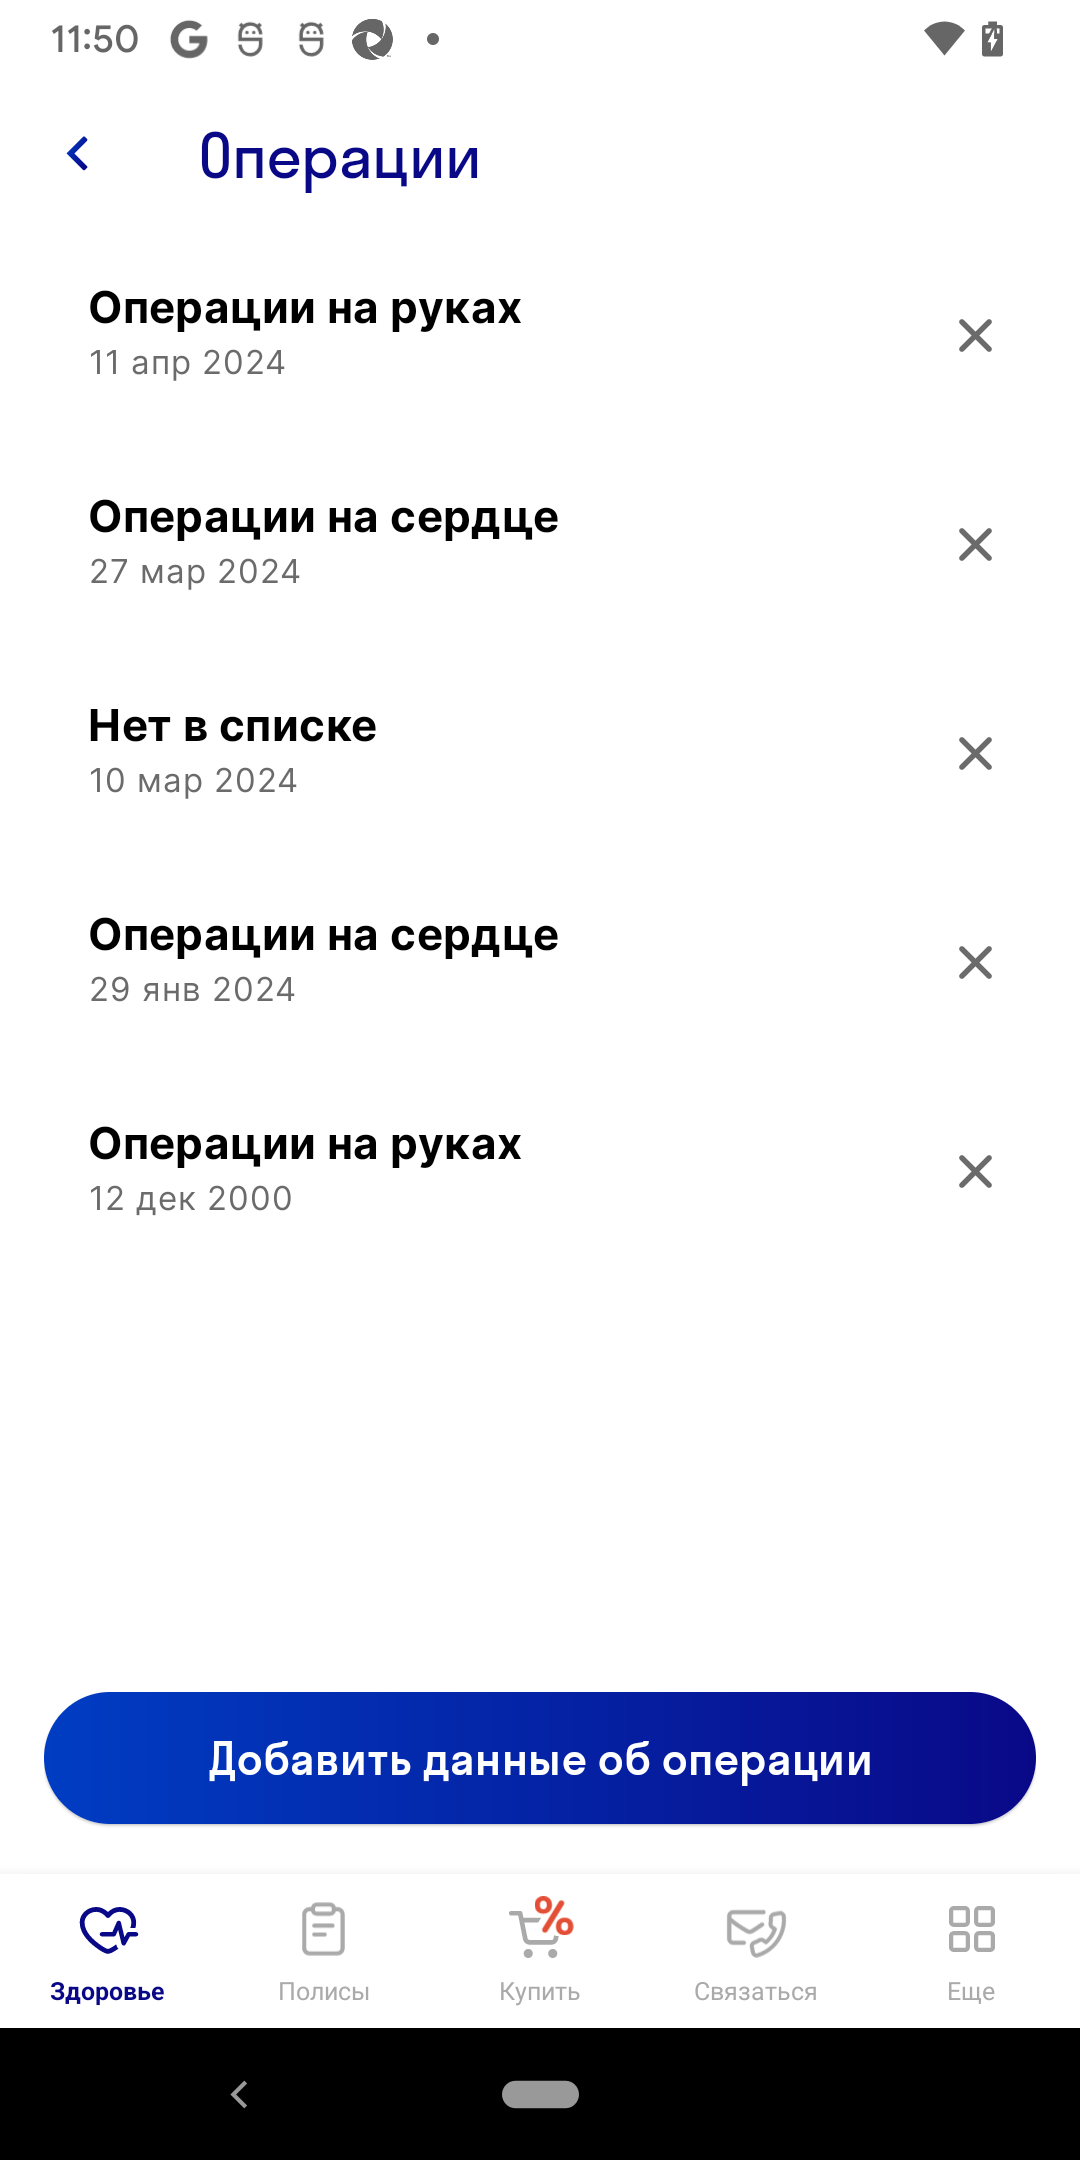 11:50
Операции
Операции на руках
11 апр 2024
Операции на сердце
27 мар 2024
Нет в списке
10 мар 2024
Операции на сердце
29 янв 2024
Операции на руках
12 дек 2000
Добавить данные об операции
%
Здоровье
Полисы
Купить
Связаться
Еще